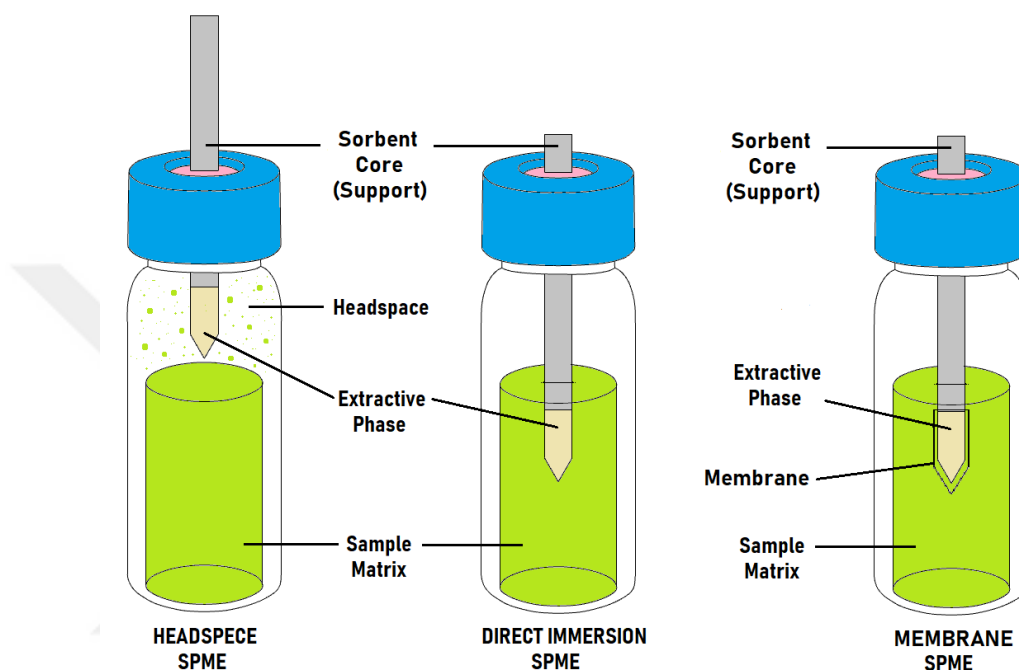 Sorbent
Core
(Support)
Sorbent
Core
(Support)
Headspace
Extractive
Phase
Extractive
Phase
Membrane
Sample
Matrix
Sample
Matrix
HEADSPECE
SPME
DIRECT IMMERSION
SPME
MEMBRANE
SPME